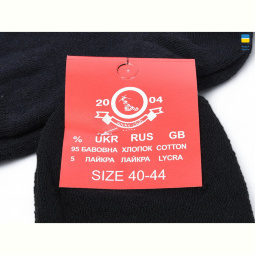 20 04
% UKR RUS GB
95 БАВОВНА ХЛОПОК COTTON
5 ЛАЙКРА ЛАЙКРА LYCRA
SIZE 40-44